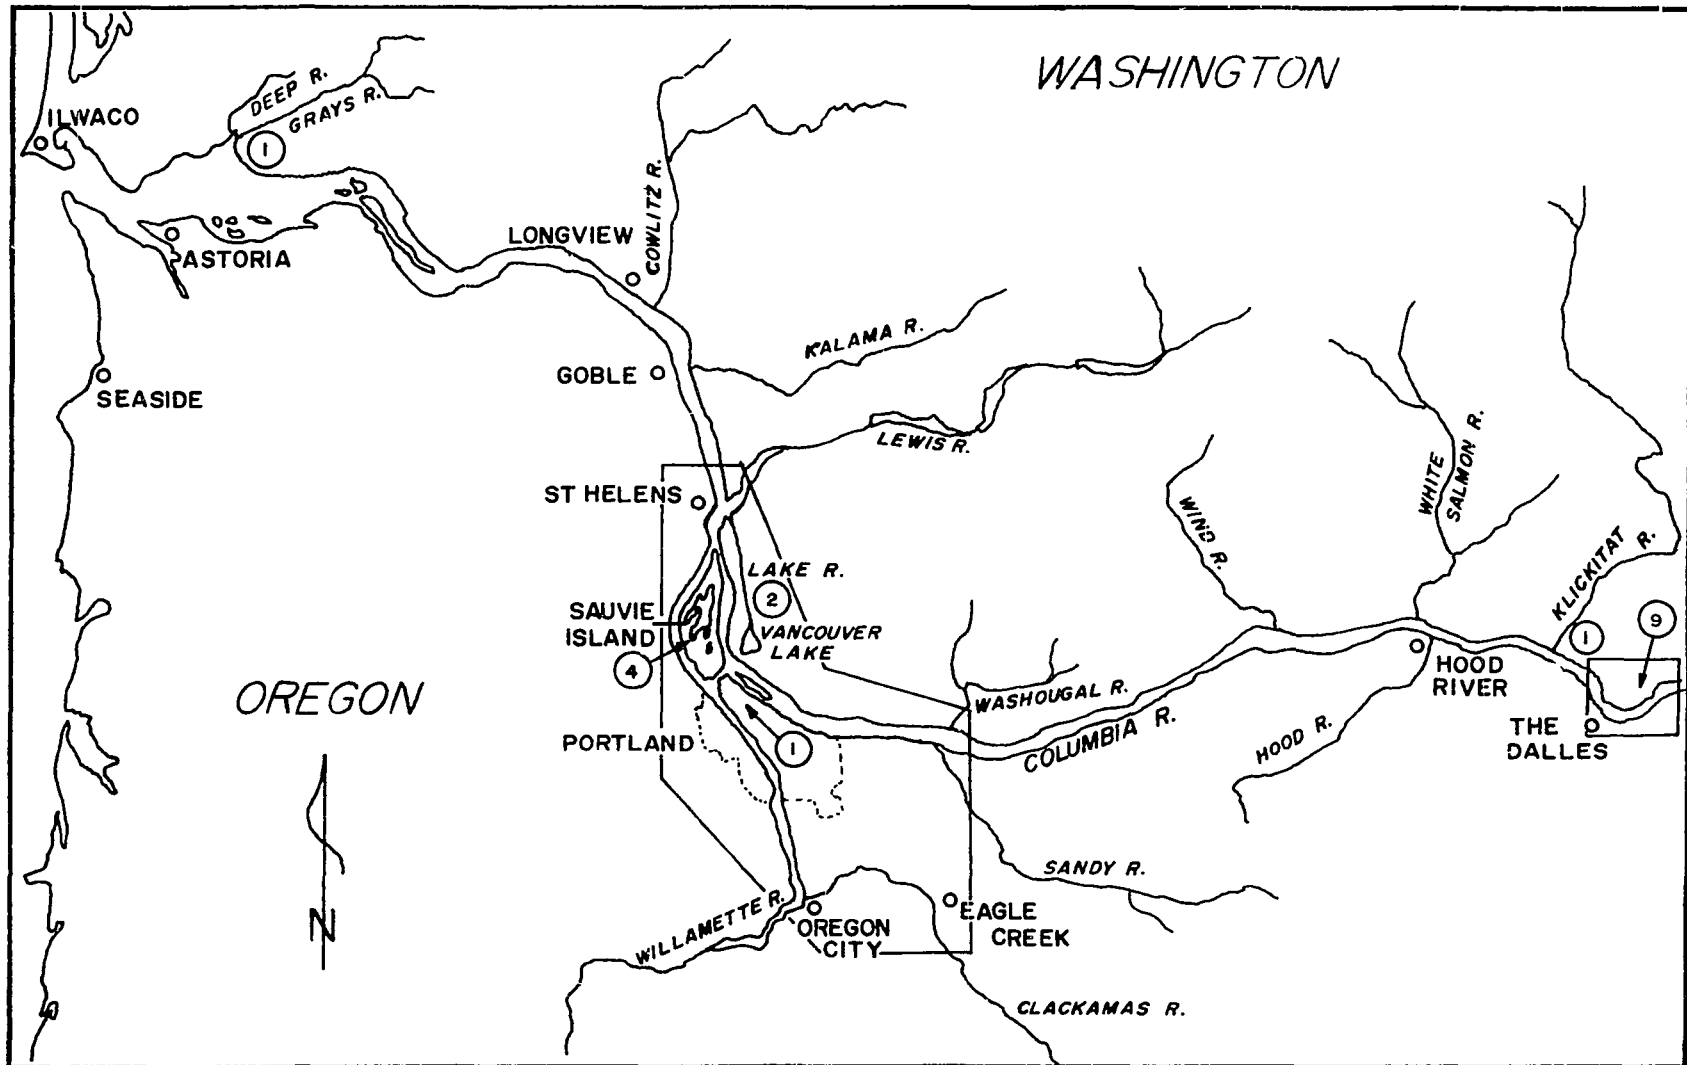 WASHINGTON
DEEP R.
GRAYS R.
ILWACO
1
ASTORIA
LONGVIEW
COWLITZ R.
KALAMA R.
GOBLE
SEASIDE
LEWIS R.
ST HELENS
WIND R.
WHITE
SALMON R.
KLICKITAT R.
LAKE R.
2
SAUVIE
ISLAND
VANCOUVER
LAKE
4
1
9
HOOD
RIVER
OREGON
WASHOUGAL R.
COLUMBIA R.
HOOD R.
THE
DALLES
PORTLAND
1
SANDY R.
N
WILLAMETTE R.
OREGON
CITY
EAGLE
CREEK
CLACKAMAS R.